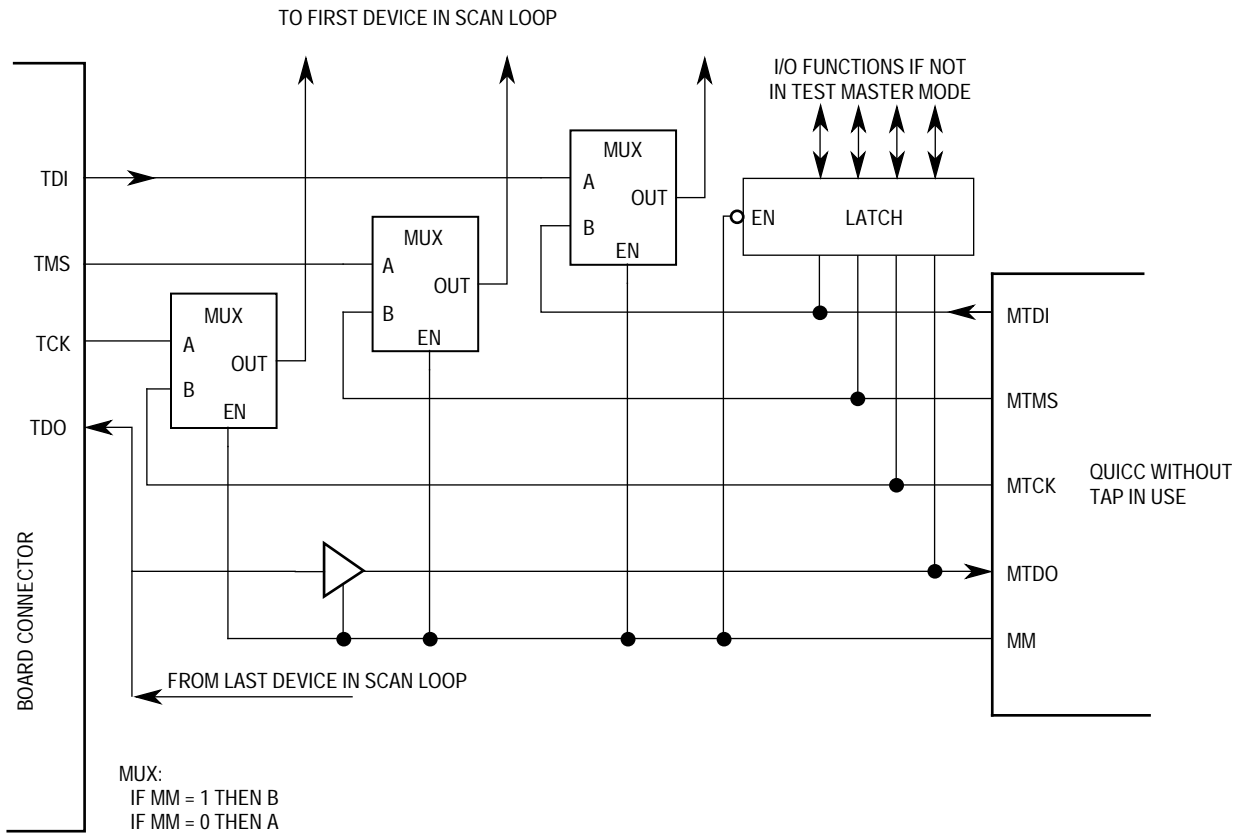 TO FIRST DEVICE IN SCAN LOOP
I/O FUNCTIONS IF NOT
IN TEST MASTER MODE
MUX
TDI
A
OUT
B
EN
EN
LATCH
MUX
TMS
A
OUT
B
EN
MUX
TCK
A
OUT
B
EN
TDO
MTDI
MTMS
MTCK
QUICC WITHOUT
TAP IN USE
MTDO
MM
BOARD CONNECTOR
FROM LAST DEVICE IN SCAN LOOP
MUX:
IF MM = 1 THEN B
IF MM = 0 THEN A